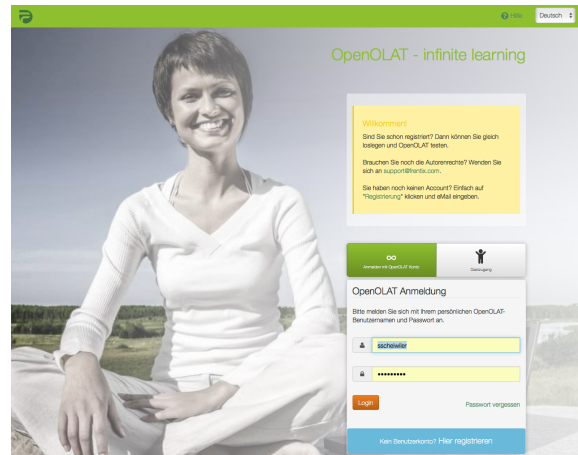 Hilfe
Deutsch
OpenOLAT - infinite learning
Willkommen!
Sind Sie schon registriert? Dann können Sie gleich
loslegen und OpenOLAT testen.
Brauchen Sie noch die Autorenrechte? Wenden Sie
sich an support@frentix.com.
Sie haben noch keinen Account? Einfach auf
"Registrierung" klicken und eMail eingeben.
Anmelden mit OpenOLAT Konto
Gastzugang
OpenOLAT Anmeldung
Bitte melden Sie sich mit Ihrem persönlichen OpenOLAT-
Benutzernamen und Passwort an.
sscheiwiler
Login
Passwort vergessen
Kein Benutzerkonto? Hier registrieren